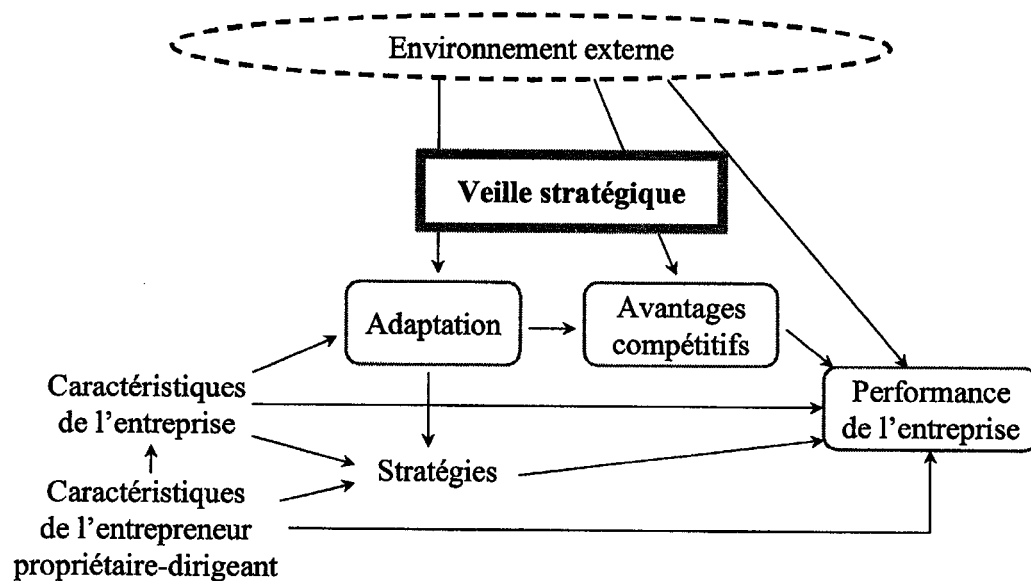 Environnement externe
Veille stratégique
Adaptation
Avantages
compétitifs
Caractéristiques
de l'entreprise
Performance
de l'entreprise
Stratégies
Caractéristiques
de l'entrepreneur
propriétaire-dirigeant